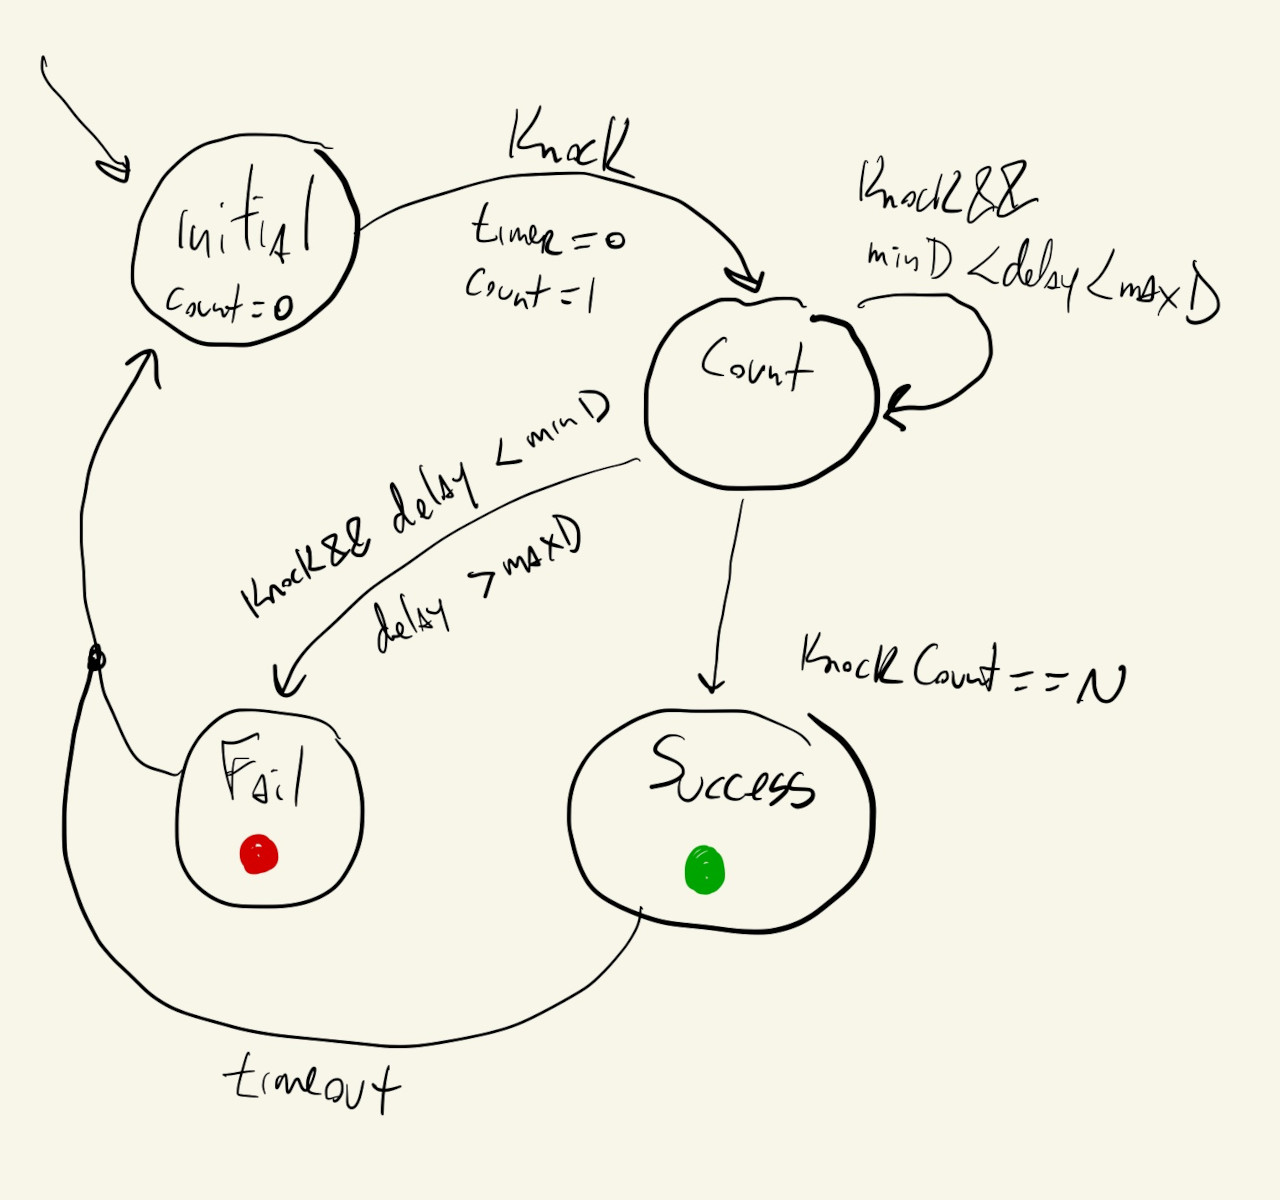 Knock
Initial
count = 0
timer = 0
count = 1
Knock &&
minD < delay < maxD
Count
Knock && delay < minD
delay > maxD
Knock Count == N
Fail
Success
timeout